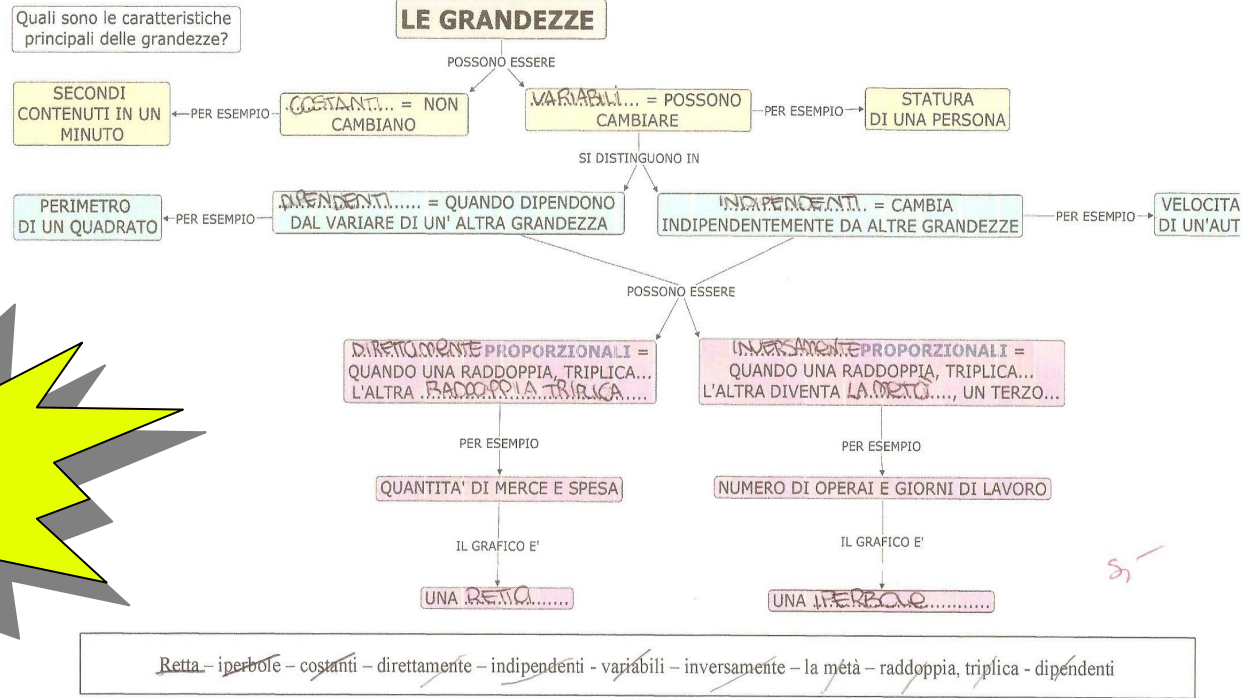 Quali sono le caratteristiche
principali delle grandezze?
LE GRANDEZZE
POSSONO ESSERE
SECONDI
CONTENUTI IN UN
MINUTO
PER ESEMPIO
COSTANTI... = NON
CAMBIANO
VARIABILI... = POSSONO
CAMBIARE
PER ESEMPIO
STATURA
DI UNA PERSONA
SI DISTINGUONO IN
PERIMETRO
DI UN QUADRATO
PER ESEMPIO
DIPENDENTI...... = QUANDO DIPENDONO
DAL VARIARE DI UN' ALTRA GRANDEZZA
INDIPENDENTI.. = CAMBIA
INDIPENDENTEMENTE DA ALTRE GRANDEZZE
PER ESEMPIO
VELOCITA
DI UN'AUT
POSSONO ESSERE
DIRETTAMENTE PROPORZIONALI =
QUANDO UNA RADDOPPIA, TRIPLICA...
L'ALTRA .RADDOPPIA TRIPLICA....
INVERSAMENTE PROPORZIONALI =
QUANDO UNA RADDOPPIA, TRIPLICA...
L'ALTRA DIVENTA LA METÀ...., UN TERZO...
PER ESEMPIO
PER ESEMPIO
QUANTITA' DI MERCE E SPESA
NUMERO DI OPERAI E GIORNI DI LAVORO
IL GRAFICO E'
IL GRAFICO E'
UNA RETTA.......
UNA IPERBOLE............
Retta – iperbole – costanti – direttamente – indipendenti - variabili – inversamente – la metà – raddoppia, triplica - dipendenti